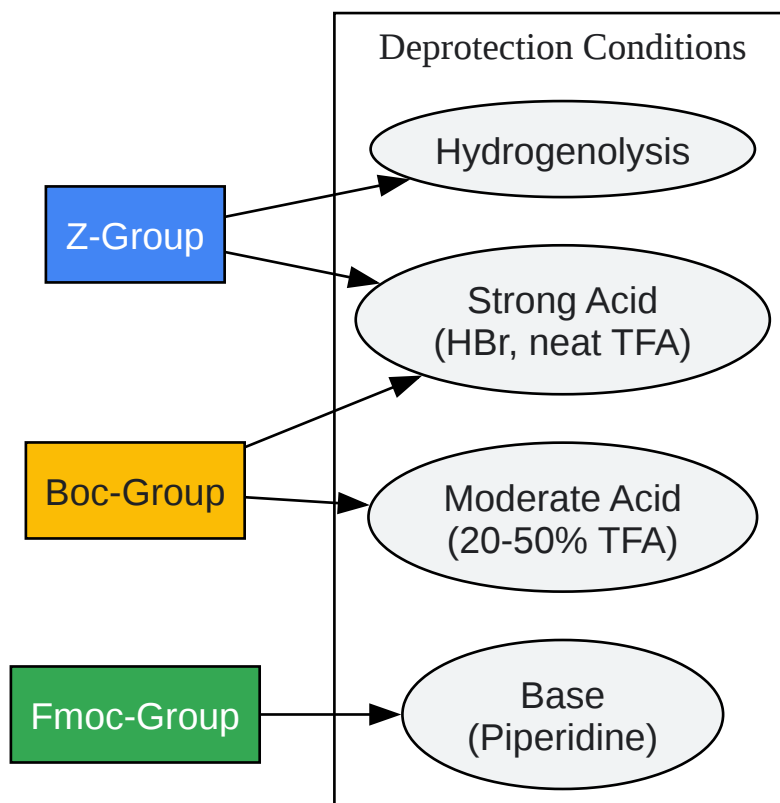 Deprotection Conditions
Hydrogenolysis
Z-Group
Strong Acid
(HBr, neat TFA)
Boc-Group
Moderate Acid
(20-50% TFA)
Fmoc-Group
Base
(Piperidine)